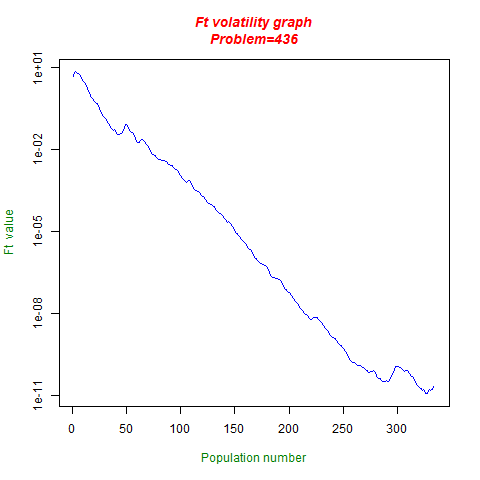 Ft volatility graph
Problem=436
1e+01
1e-02
1e-05
1e-08
1e-11
Ft value
0 50 100 150 200 250 300
Population number